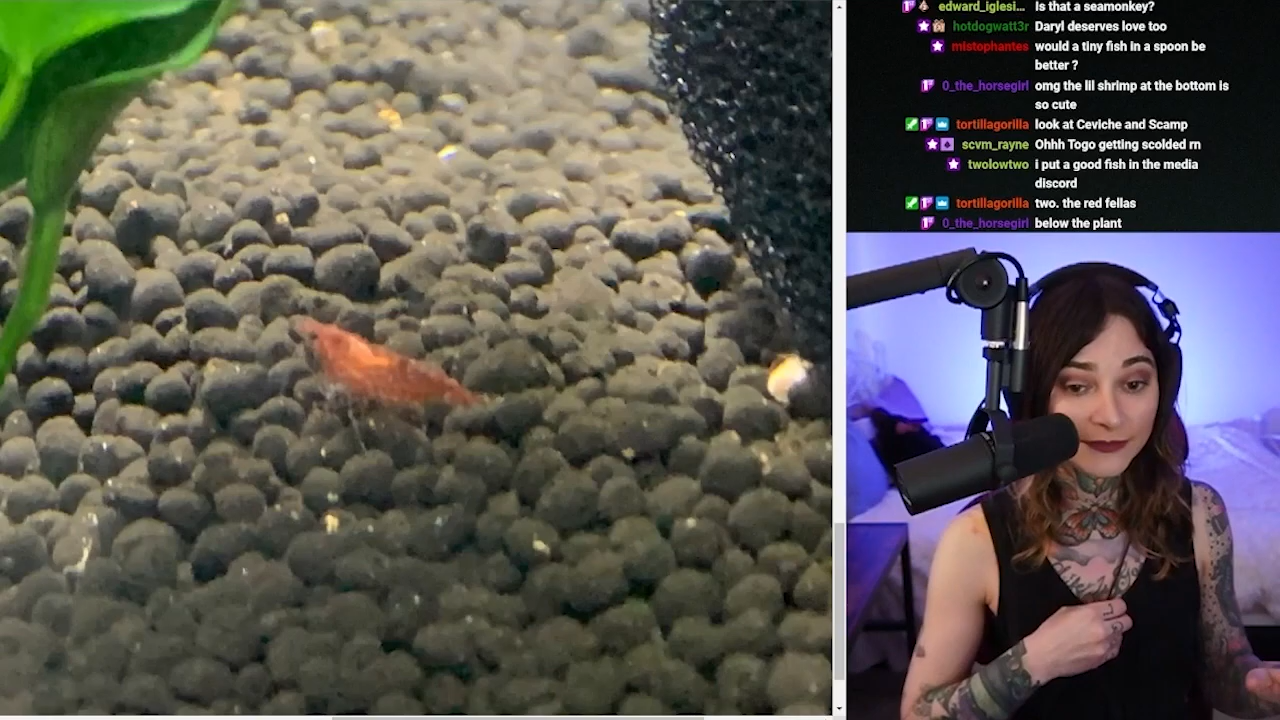 edward_iglesi... Is that a seamonkey?
hotdogwatt3r Daryl deserves love too
mistophantes would a tiny fish in a spoon be
better ?
0_the_horsegirl omg the lil shrimp at the bottom is
so cute
tortillagorilla look at Ceviche and Scamp
scvm_rayne Ohhh Togo getting scolded rn
twolowtwo i put a good fish in the media
discord
tortillagorilla two. the red fellas
0_the_horsegirl below the plant